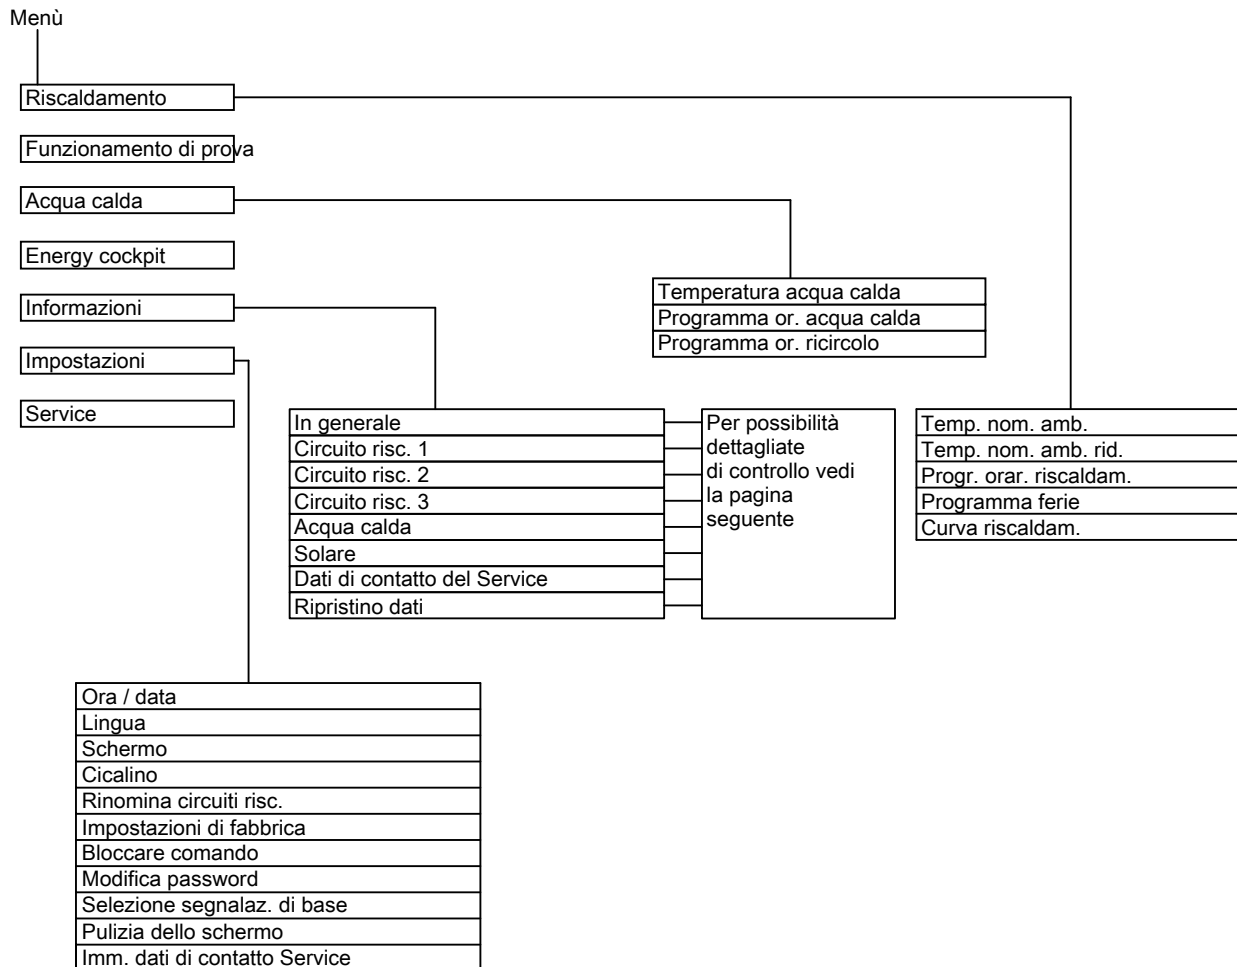 Menù
Riscaldamento
Funzionamento di prova
Acqua calda
Energy cockpit
Informazioni
Impostazioni
Service
Temperatura acqua calda
Programma or. acqua calda
Programma or. ricircolo
In generale
Circuito risc. 1
Circuito risc. 2
Circuito risc. 3
Acqua calda
Solare
Dati di contatto del Service
Ripristino dati
Per possibilità
dettagliate
di controllo vedi
la pagina
seguente
Temp. nom. amb.
Temp. nom. amb. rid.
Progr. orar. riscaldam.
Programma ferie
Curva riscaldam.
Ora / data
Lingua
Schermo
Cicalino
Rinomina circuiti risc.
Impostazioni di fabbrica
Bloccare comando
Modifica password
Selezione segnalaz. di base
Pulizia dello schermo
Imm. dati di contatto Service